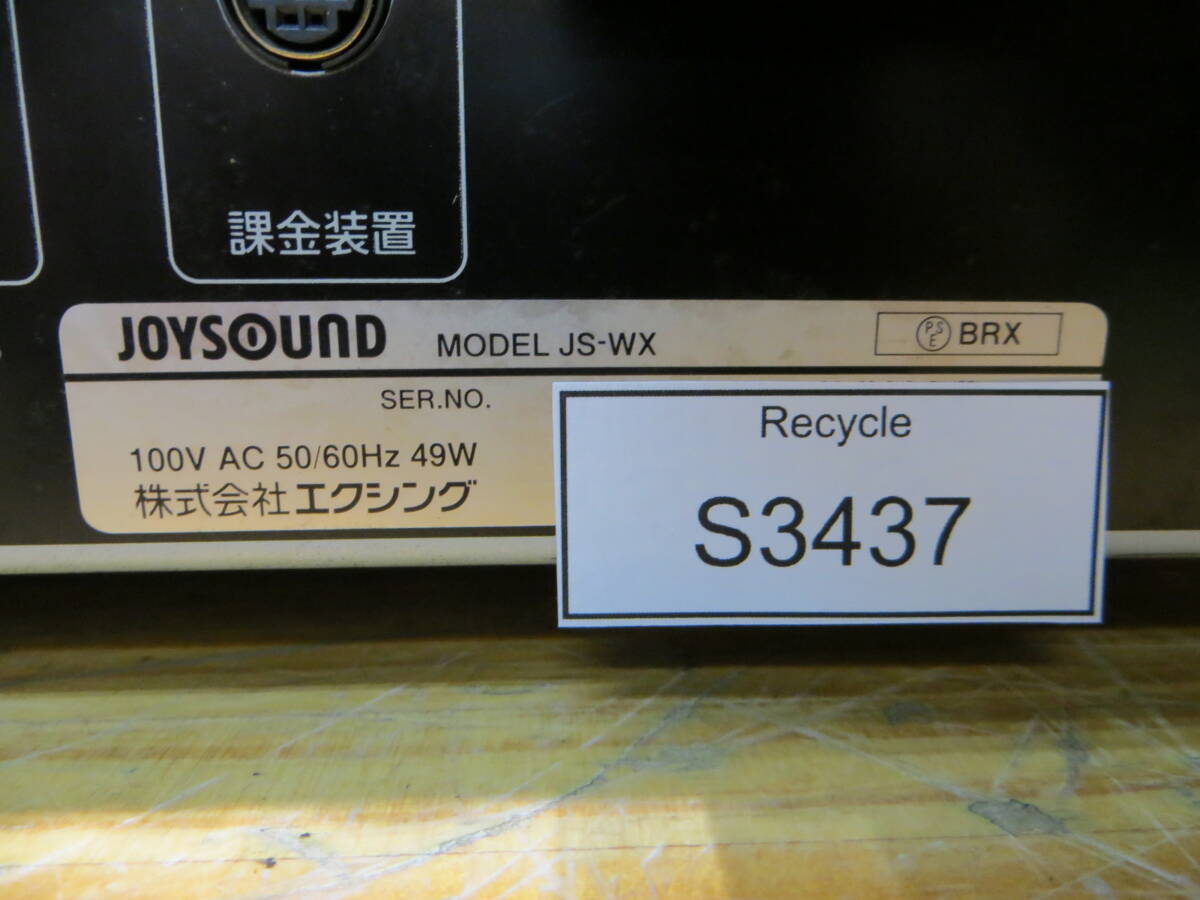 課金装置
JOYSOUND MODEL JS-WX PSE BRX
SER.NO.
100V AC 50/60Hz 49W
株式会社エクシング
Recycle
S3437